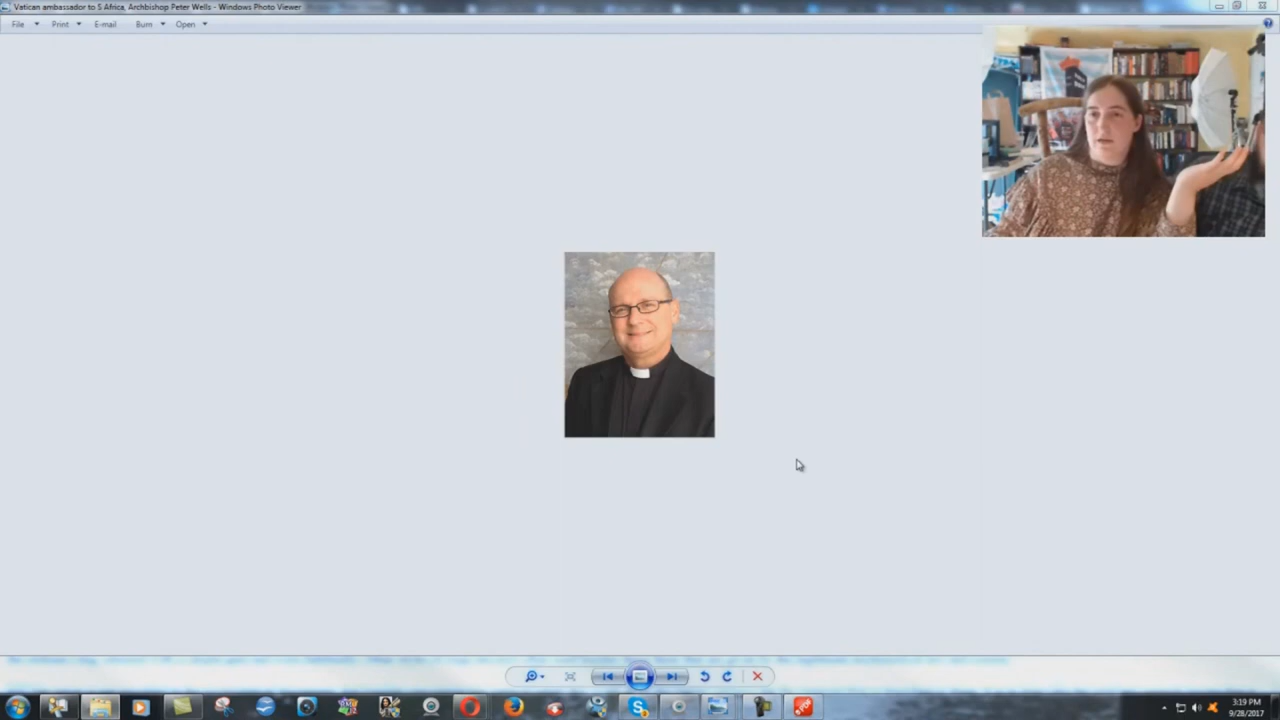 Vatican ambassador to S Africa, Archbishop Peter Wells - Windows Photo Viewer
File Print E-mail Burn Open
3:19 PM
9/28/2017